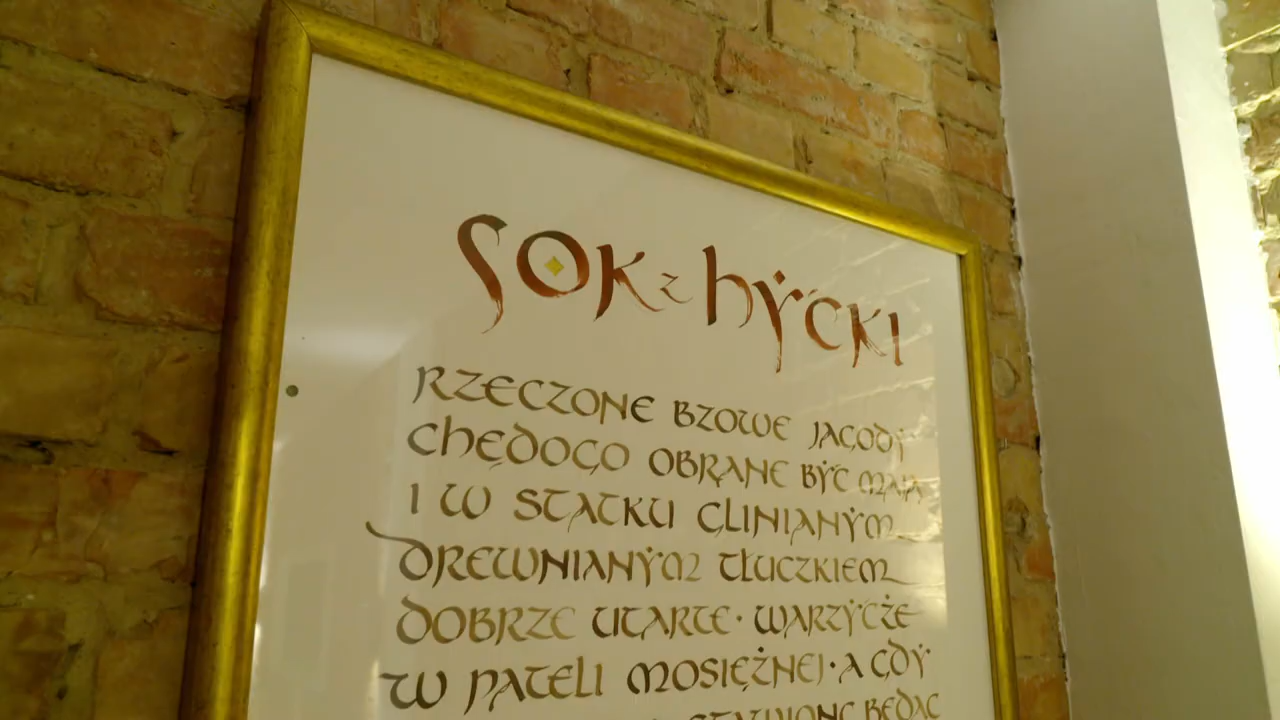 SOK z HYĆKI
RZECZONE BZOWE JAGODY
CHĘDOGO OBRANE BYĆ MAJĄ
I W STATKU GLINIANYM
DREWNIANYM TŁUCZKIEM
DOBRZE UTARTE · WARZYĆ ŻE
W PATELI MOSIĘŻNEJ · A GDY
BĘDĄC